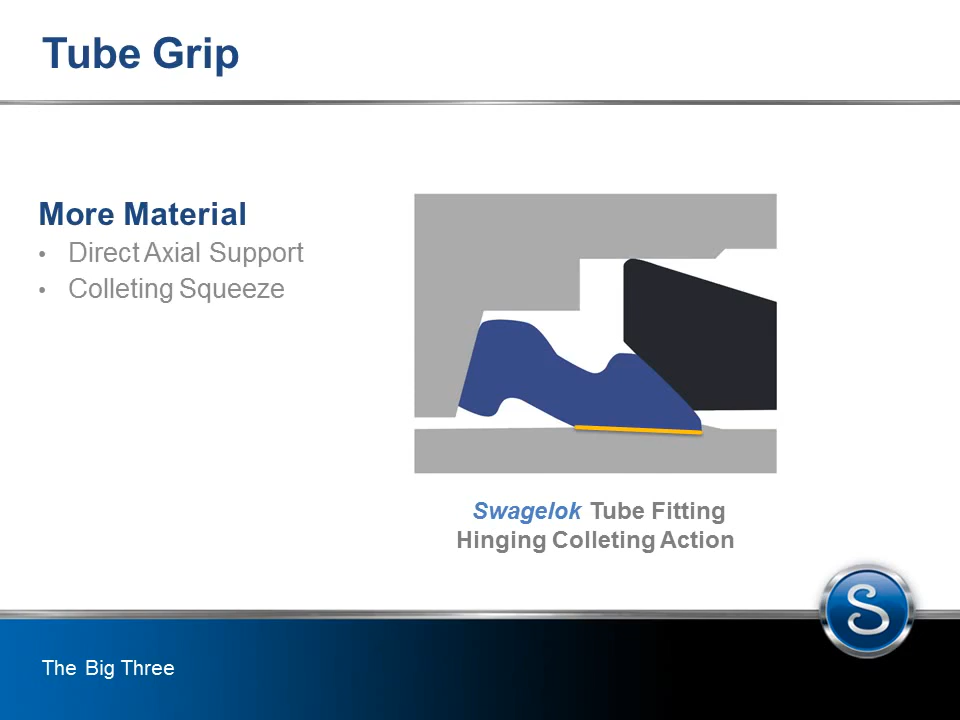 Tube Grip
More Material
• Direct Axial Support
• Colleting Squeeze
Swagelok Tube Fitting
Hinging Colleting Action
S
The Big Three